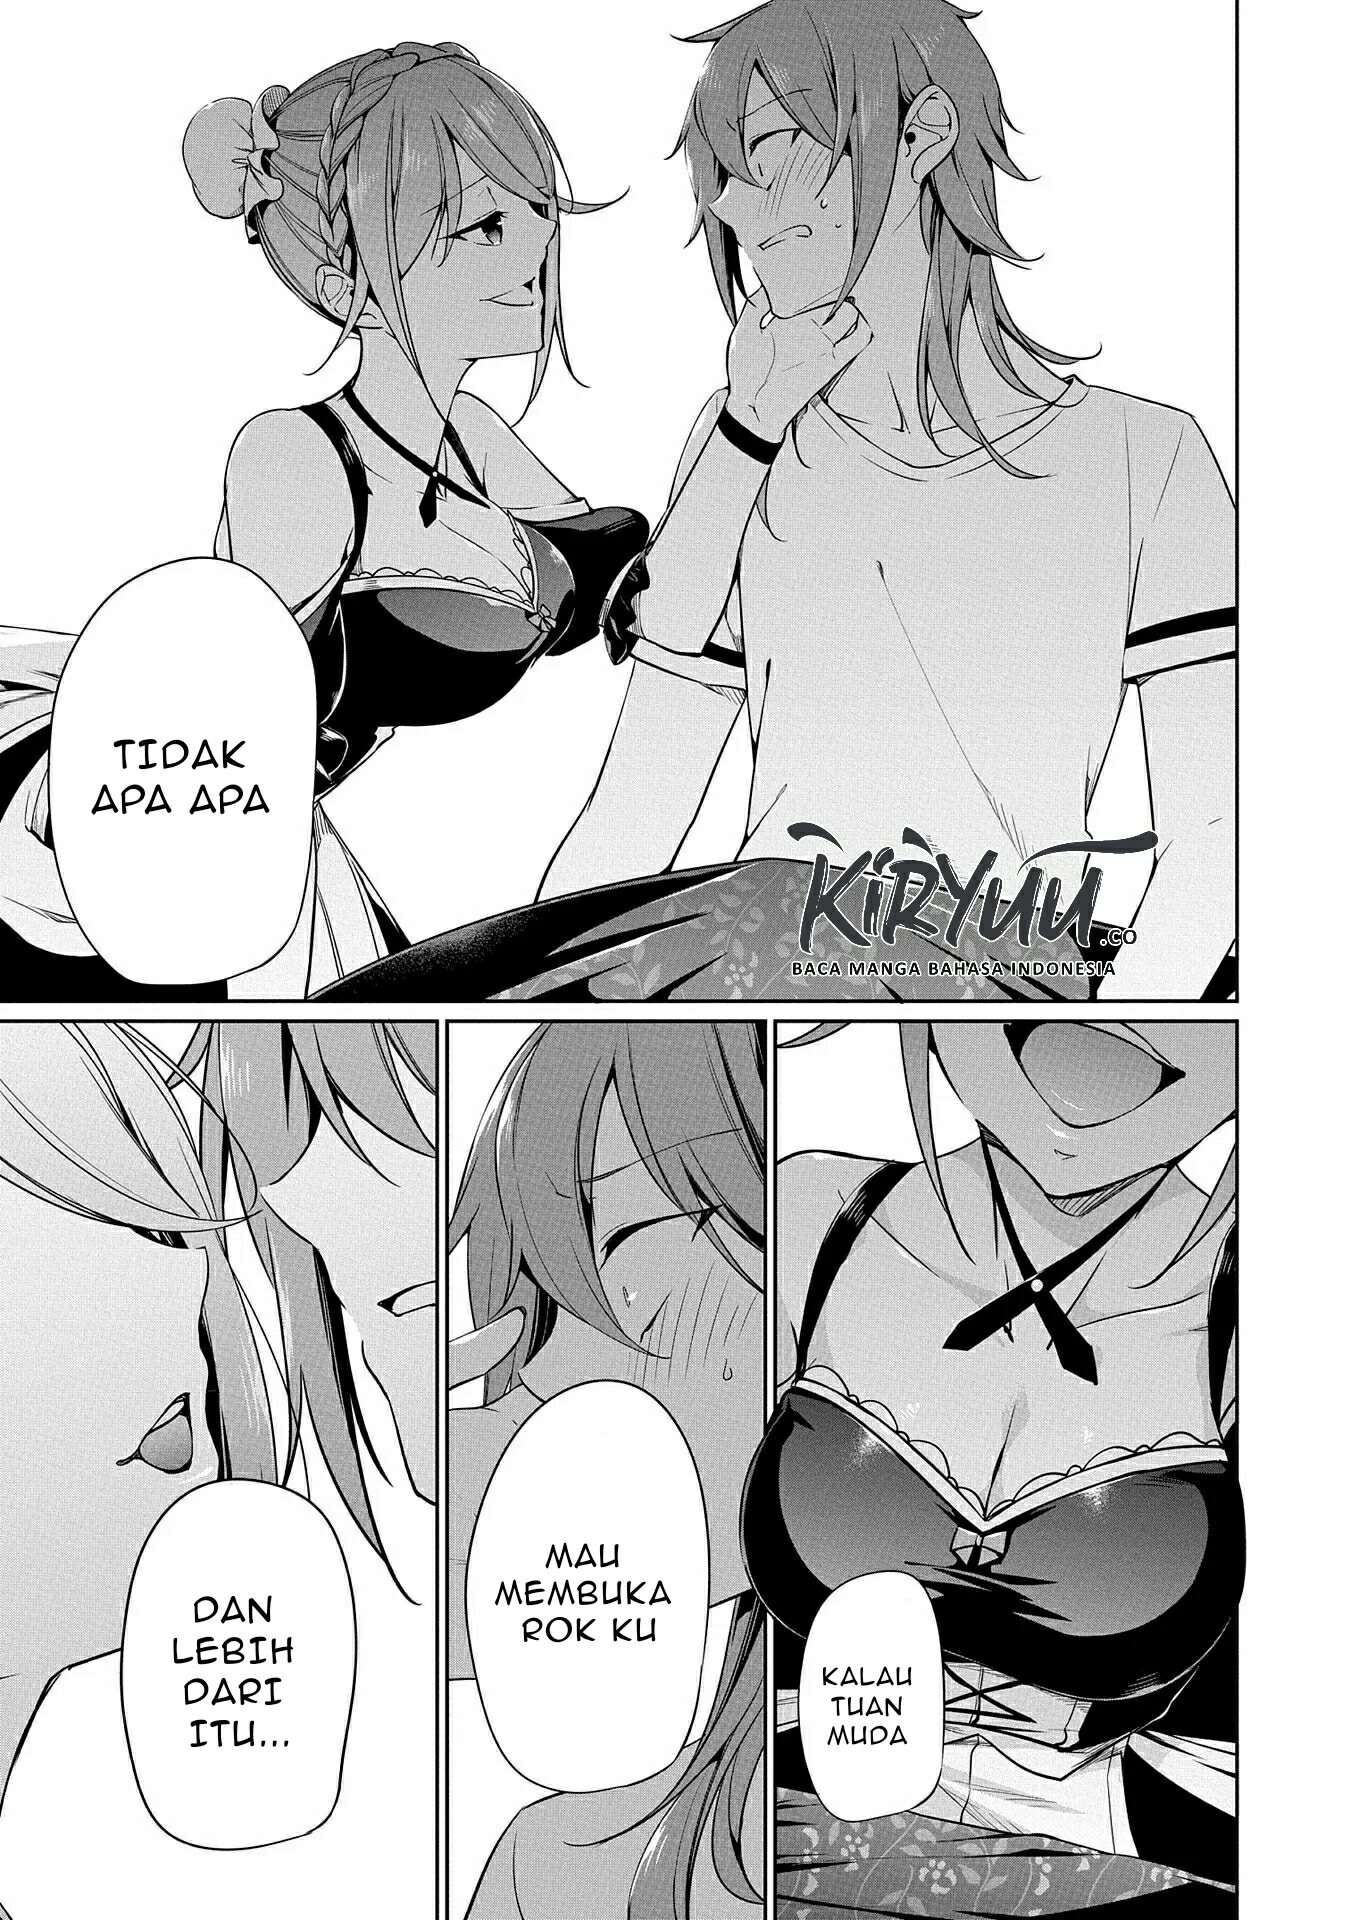 TIDAK
APA APA
KiRYUU.co
BACA MANGA BAHASA INDONESIA
KALAU
TUAN
MUDA
MAU
MEMBUKA
ROK KU
DAN
LEBIH
DARI
ITU...